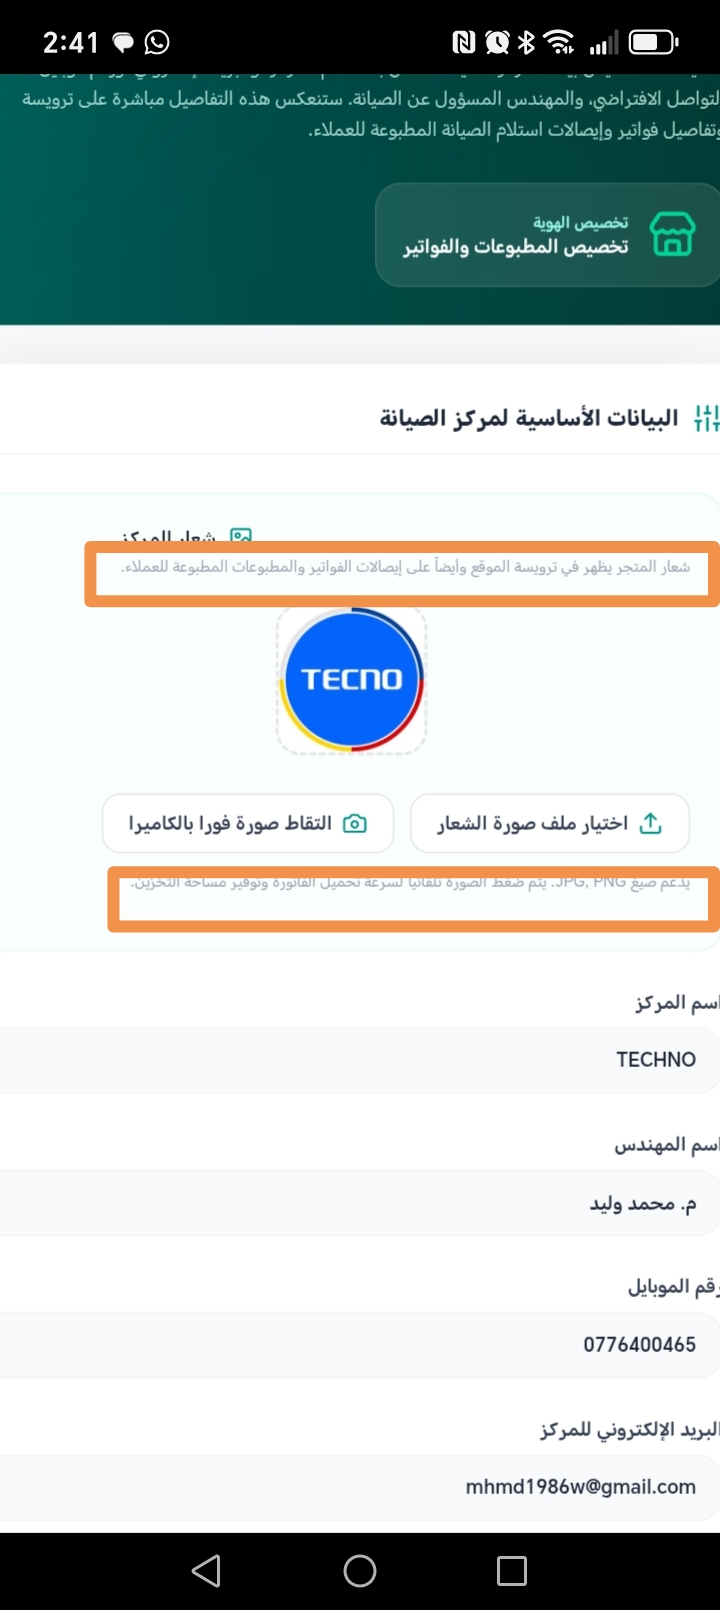 2:41
لتواصل الافتراضي، والمهندس المسؤول عن الصيانة. ستنعكس هذه التفاصيل مباشرة على ترويسة
وتفاصيل فواتير وإيصالات استلام الصيانة المطبوعة للعملاء.
تخصيص الهوية
تخصيص المطبوعات والفواتير
البيانات الأساسية لمركز الصيانة
شعار المركز
شعار المتجر يظهر في ترويسة الموقع وأيضاً على إيصالات الفواتير والمطبوعات المطبوعة للعملاء.
TECNO
اختيار ملف صورة الشعار
التقاط صورة فورا بالكاميرا
يدعم صيغ JPG, PNG. يتم ضغط الصورة تلقائيا لسرعة تحميل الفاتورة وتوفير مساحة التخزين.
اسم المركز
TECHNO
اسم المهندس
م. محمد وليد
رقم الموبايل
0776400465
البريد الإلكتروني للمركز
mhmd1986w@gmail.com